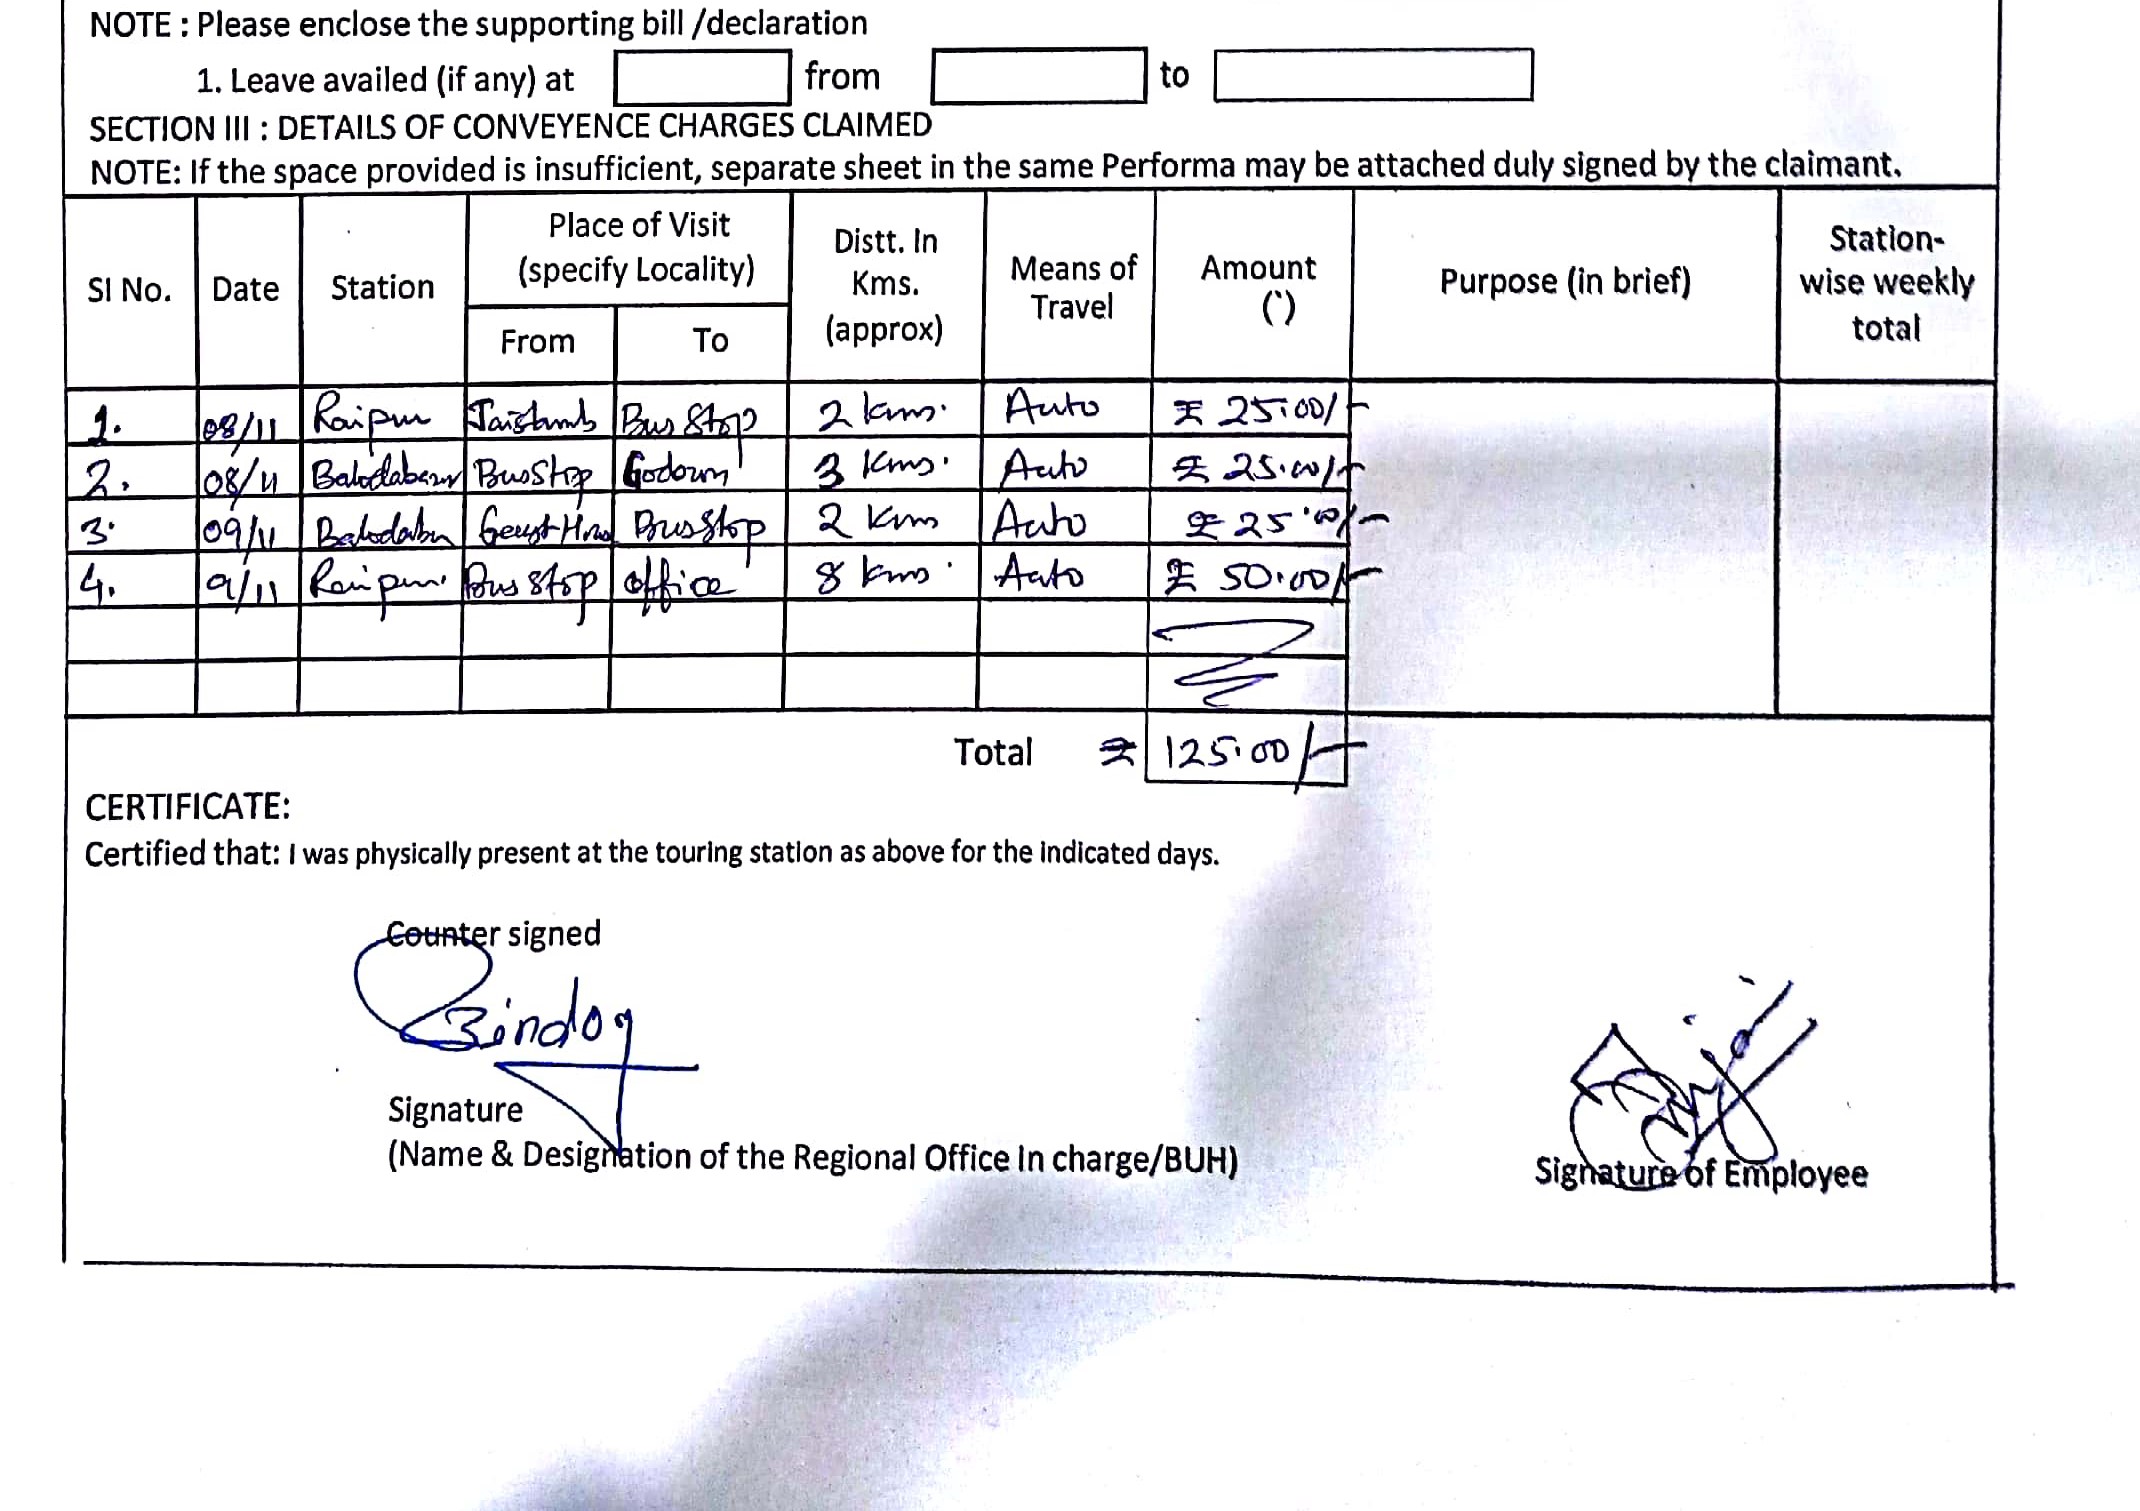 NOTE : Please enclose the supporting bill /declaration
1. Leave availed (if any) at from to
SECTION III : DETAILS OF CONVEYENCE CHARGES CLAIMED
NOTE: If the space provided is insufficient, separate sheet in the same Performa may be attached duly signed by the claimant.
Sl No. Date Station Place of Visit (specify Locality) From To Distt. In Kms. (approx) Means of Travel Amount (`) Purpose (in brief) Station-wise weekly total
1. 08/11 Raipur Bus Stop 2 kms. Auto ₹ 25.00/-
2. 08/11 Bus Stop Godown 3 Kms. Auto ₹ 25.00/-
3. 09/11 Bus Stop 2 Km Auto ₹ 25.00/-
4. 9/11 Raipur Bus Stop office 8 kms. Auto ₹ 50.00/-
Total ₹ 125.00/-
CERTIFICATE:
Certified that: I was physically present at the touring station as above for the indicated days.
Counter signed
Signature
(Name & Designation of the Regional Office In charge/BUH)
Signature of Employee